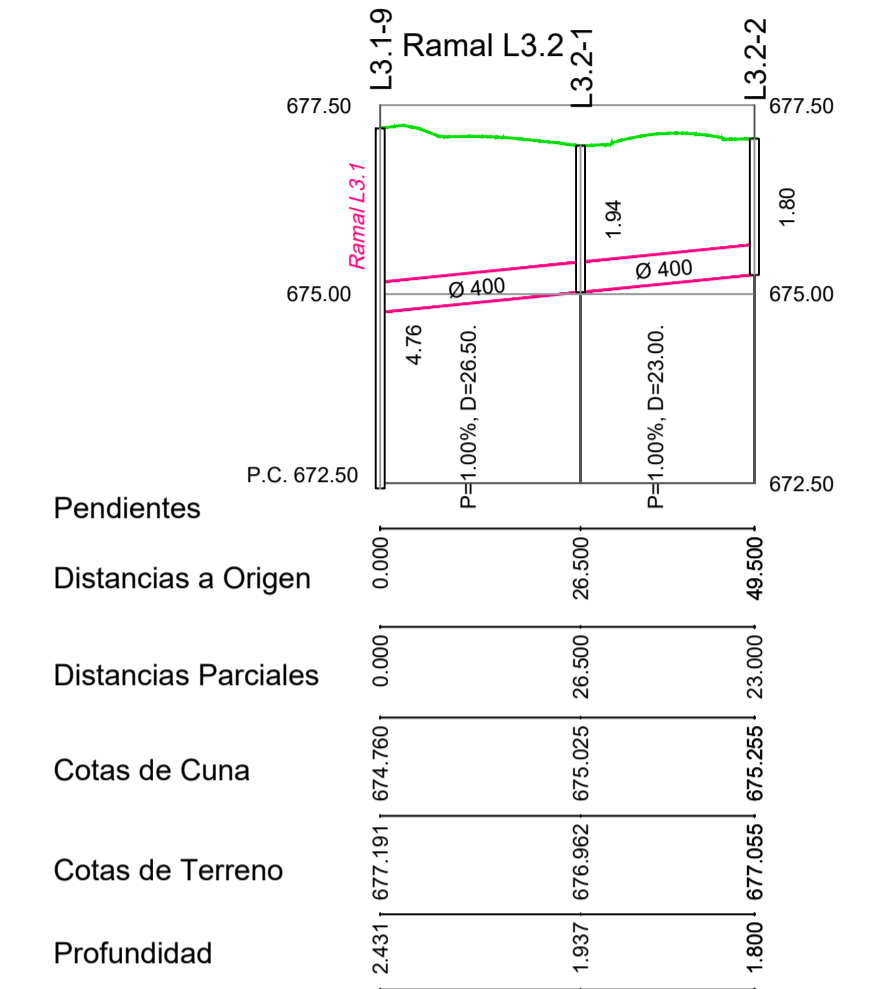 L3.1-9
Ramal L3.2
L3.2-1
L3.2-2
677.50
677.50
Ramal L3.1
1.94
1.80
Ø 400
Ø 400
675.00
675.00
4.76
P=1.00%, D=26.50.
P=1.00%, D=23.00.
P.C. 672.50
672.50
Pendientes
Distancias a Origen
0.000
26.500
49.500
Distancias Parciales
0.000
26.500
23.000
Cotas de Cuna
674.760
675.025
675.255
Cotas de Terreno
677.191
676.962
677.055
Profundidad
2.431
1.937
1.800